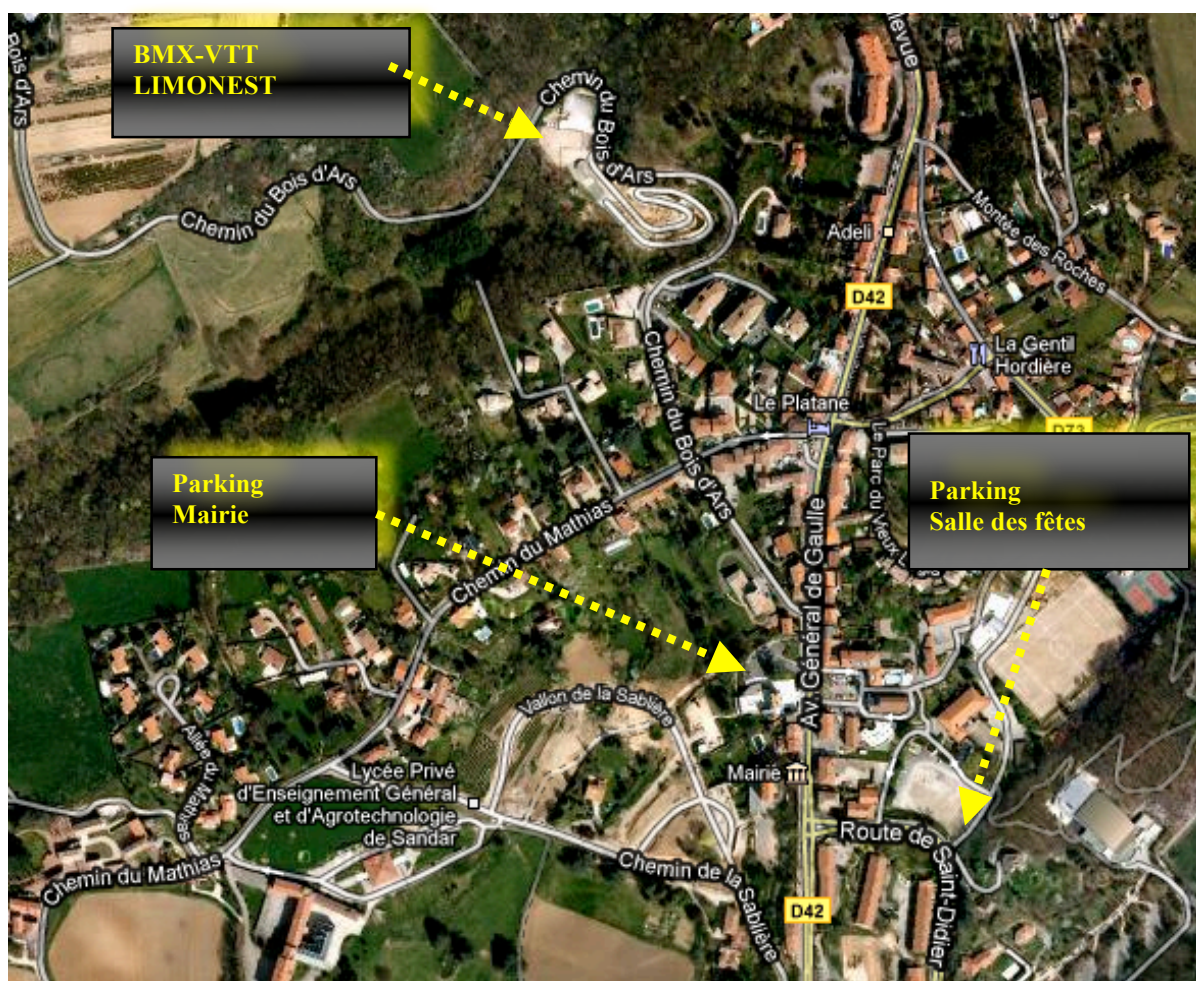 BMX-VTT
LIMONEST
Bois d'Ars
Chemin du Bois d'Ars
Chemin du Bois d'Ars
levue
Adeli
Montée des Roches
D42
La Gentil
Hordière
Le Platane
D73
Chemin du Bois d'Ars
Le Parc du Vieux
Parking
Mairie
Parking
Salle des fêtes
Chemin du Mathias
Av. Général de Gaulle
Vallon de la Sablière
Allée du Mathias
Lycée Privé
d'Enseignement Général
et d'Agrotechnologie
de Sandar
Mairie
Route de Saint-Didier
Chemin du Mathias
Chemin de la Sablière
D42